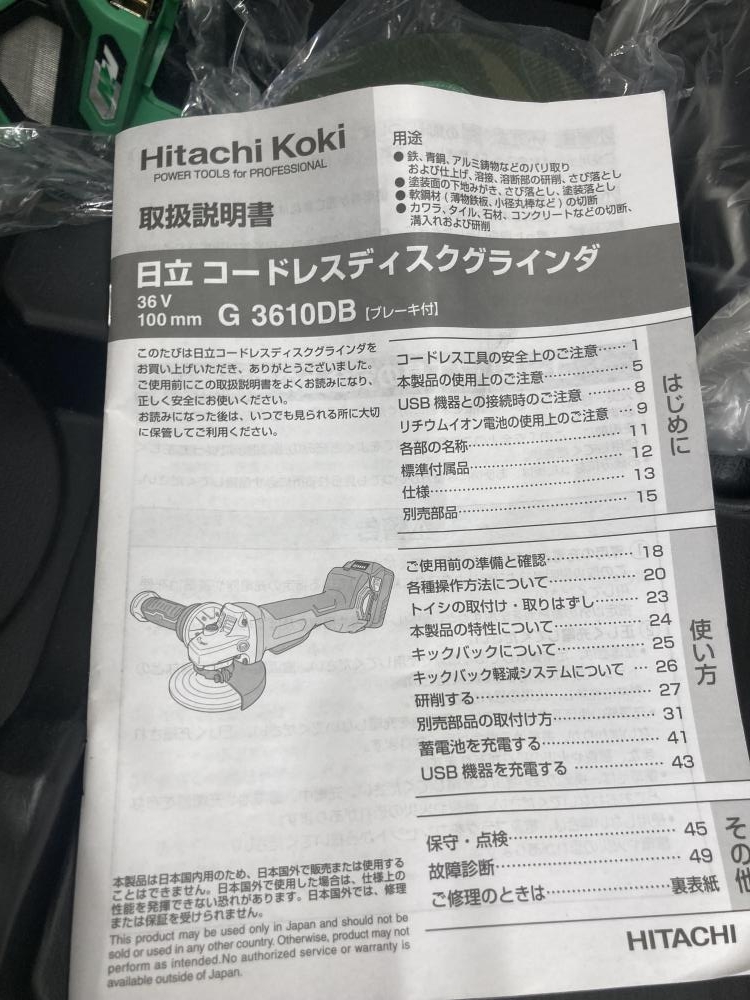 Hitachi Koki
POWER TOOLS for PROFESSIONAL
取扱説明書
用途
● 鉄、青銅、アルミ鋳物などのバリ取り
および仕上げ、溶接、溶断部の研削、さび落とし
● 塗装面の下地みがき、さび落とし、塗装落とし
● 軟鋼材(薄物鉄板、小径丸棒など)の切断
● カワラ、タイル、石材、コンクリートなどの切断、
溝入れおよび研削
日立 コードレスディスクグラインダ
36 V
100 mm G 3610DB 【ブレーキ付】
このたびは日立コードレスディスクグラインダを
お買い上げいただき、ありがとうございました。
ご使用前にこの取扱説明書をよくお読みになり、
正しく安全にお使いください。
お読みになった後は、いつでも見られる所に大切
に保管してご利用ください。
コードレス工具の安全上のご注意…… 1
本製品の使用上のご注意…………… 5
USB 機器との接続時のご注意 ……… 8
リチウムイオン電池の使用上のご注意 … 9
各部の名称………………………… 11
標準付属品………………………… 12
仕様………………………………… 13
別売部品…………………………… 15
はじめに
ご使用前の準備と確認……………… 18
各種操作方法について……………… 20
トイシの取付け・取りはずし……… 23
本製品の特性について……………… 24
キックバックについて……………… 25
キックバック軽減システムについて … 26
研削する…………………………… 27
別売部品の取付け方………………… 31
蓄電池を充電する…………………… 41
USB 機器を充電する ……………… 43
使い方
保守・点検………………………… 45
故障診断…………………………… 49
ご修理のときは……………… 裏表紙
その他
本製品は日本国内用のため、日本国外で販売または使用する
ことはできません。日本国外で使用した場合は、仕様上の
性能を発揮できない恐れがあります。日本国外では、修理
または保証を受けられません。
This product may be used only in Japan and should not be
sold or used in any other country. Otherwise, product may not
perform as intended.No authorized service or warranty is
available outside of Japan.
HITACHI